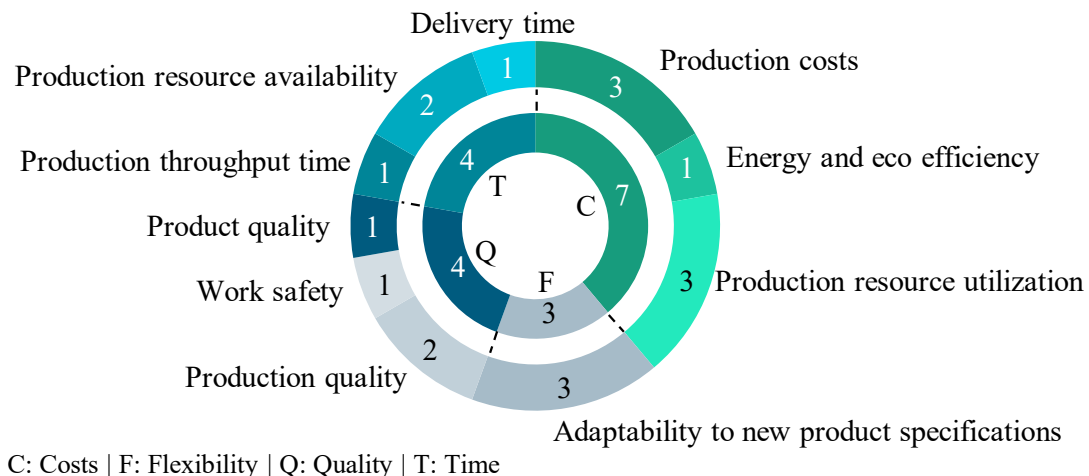 Delivery time
Production resource availability
1
Production costs
2
3
Production throughput time
1
4
T
Energy and eco efficiency
1
C
7
Product quality
1
Q
4
Work safety
1
F
3
Production resource utilization
3
Production quality
2
3
Adaptability to new product specifications
C: Costs | F: Flexibility | Q: Quality | T: Time